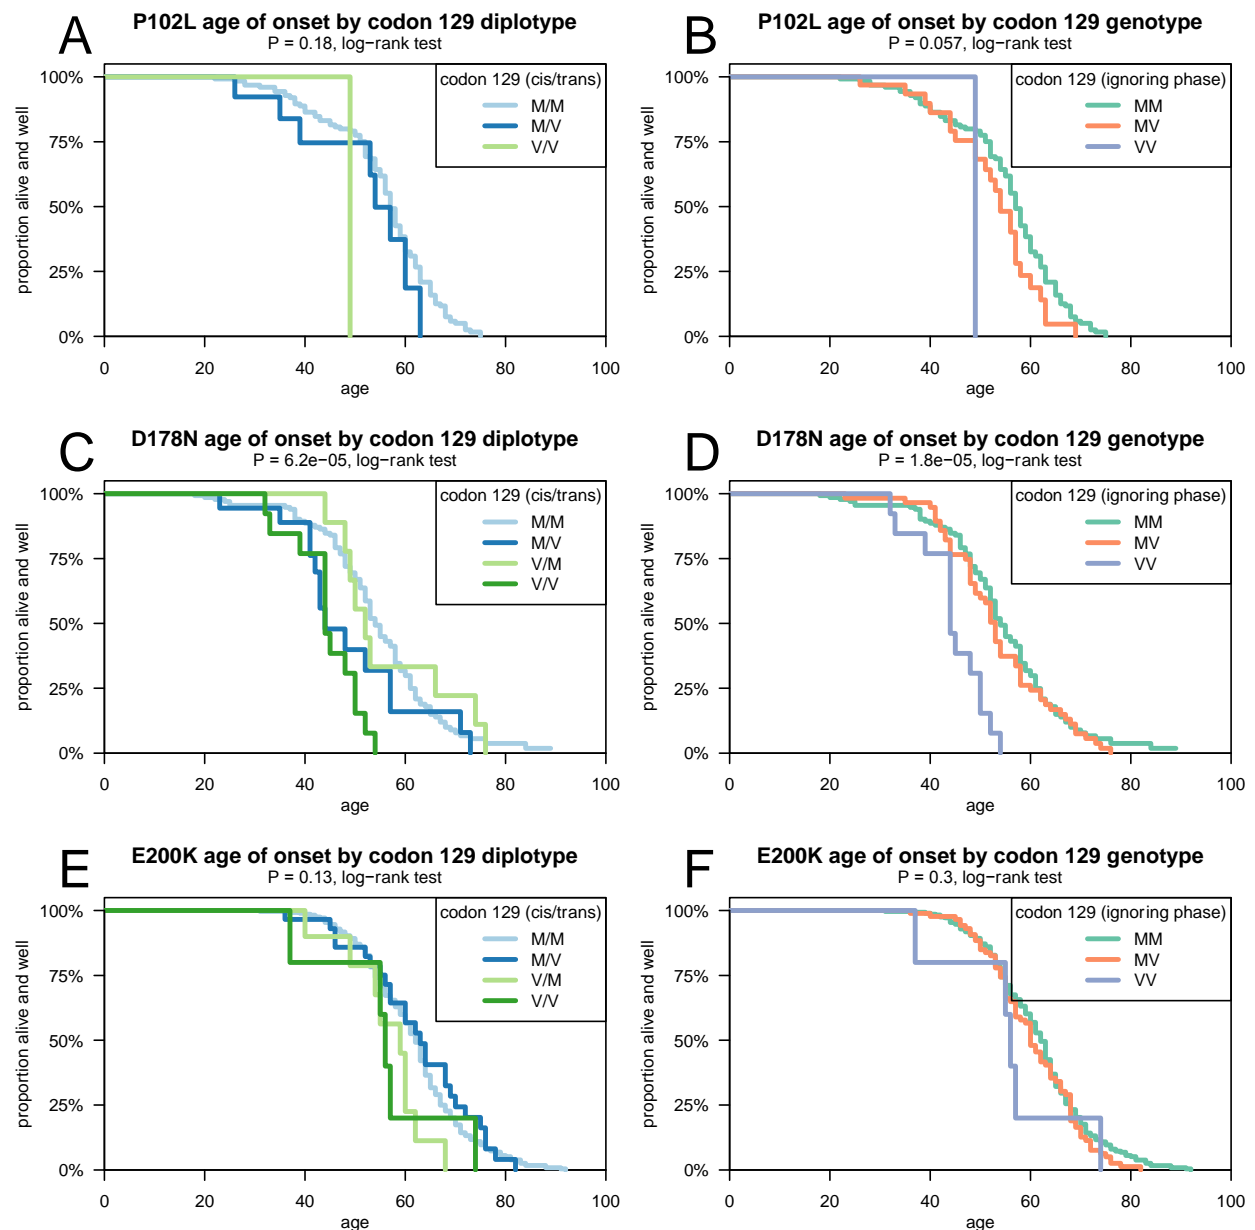 A
P102L age of onset by codon 129 diplotype
P = 0.18, log−rank test
proportion alive and well
100%
75%
50%
25%
0%
codon 129 (cis/trans)
M/M
M/V
V/V
0 20 40 60 80 100
age
B
P102L age of onset by codon 129 genotype
P = 0.057, log−rank test
proportion alive and well
100%
75%
50%
25%
0%
codon 129 (ignoring phase)
MM
MV
VV
0 20 40 60 80 100
age
C
D178N age of onset by codon 129 diplotype
P = 6.2e−05, log−rank test
proportion alive and well
100%
75%
50%
25%
0%
codon 129 (cis/trans)
M/M
M/V
V/M
V/V
0 20 40 60 80 100
age
D
D178N age of onset by codon 129 genotype
P = 1.8e−05, log−rank test
proportion alive and well
100%
75%
50%
25%
0%
codon 129 (ignoring phase)
MM
MV
VV
0 20 40 60 80 100
age
E
E200K age of onset by codon 129 diplotype
P = 0.13, log−rank test
proportion alive and well
100%
75%
50%
25%
0%
codon 129 (cis/trans)
M/M
M/V
V/M
V/V
0 20 40 60 80 100
age
F
E200K age of onset by codon 129 genotype
P = 0.3, log−rank test
proportion alive and well
100%
75%
50%
25%
0%
codon 129 (ignoring phase)
MM
MV
VV
0 20 40 60 80 100
age